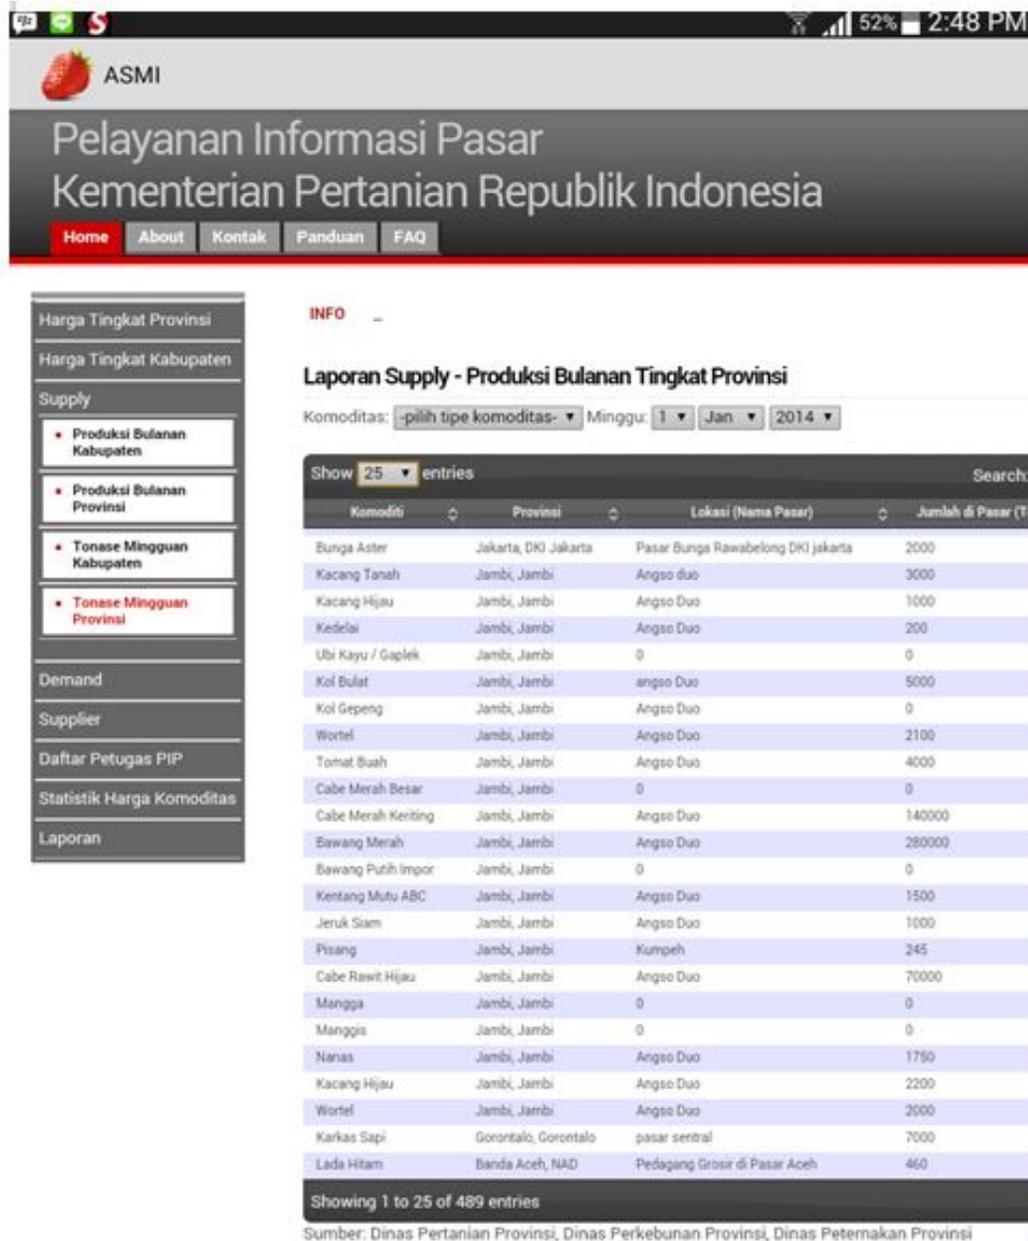 52% 2:48 PM
ASMI
Pelayanan Informasi Pasar
Kementerian Pertanian Republik Indonesia
Home About Kontak Panduan FAQ
Harga Tingkat Provinsi
Harga Tingkat Kabupaten
Supply
Produksi Bulanan
Kabupaten
Produksi Bulanan
Provinsi
Tonase Mingguan
Kabupaten
Tonase Mingguan
Provinsi
Demand
Supplier
Daftar Petugas PIP
Statistik Harga Komoditas
Laporan
INFO _
Laporan Supply - Produksi Bulanan Tingkat Provinsi
Komoditas: -pilih tipe komoditas- Minggu: 1 Jan 2014
Show 25 entries Search:
Komoditi Provinsi Lokasi (Nama Pasar) Jumlah di Pasar (T
Bunga Aster Jakarta, DKI Jakarta Pasar Bunga Rawabelong DKI jakarta 2000
Kacang Tanah Jambi, Jambi Angso duo 3000
Kacang Hijau Jambi, Jambi Angso Duo 1000
Kedelai Jambi, Jambi Angso Duo 200
Ubi Kayu / Gaplek Jambi, Jambi 0 0
Kol Bulat Jambi, Jambi angso Duo 5000
Kol Gepeng Jambi, Jambi Angso Duo 0
Wortel Jambi, Jambi Angso Duo 2100
Tomat Buah Jambi, Jambi Angso Duo 4000
Cabe Merah Besar Jambi, Jambi 0 0
Cabe Merah Keriting Jambi, Jambi Angso Duo 140000
Bawang Merah Jambi, Jambi Angso Duo 280000
Bawang Putih Impor Jambi, Jambi 0 0
Kentang Mutu ABC Jambi, Jambi Angso Duo 1500
Jeruk Siam Jambi, Jambi Angso Duo 1000
Pisang Jambi, Jambi Kumpeh 245
Cabe Rawit Hijau Jambi, Jambi Angso Duo 70000
Mangga Jambi, Jambi 0 0
Manggis Jambi, Jambi 0 0
Nanas Jambi, Jambi Angso Duo 1750
Kacang Hijau Jambi, Jambi Angso Duo 2200
Wortel Jambi, Jambi Angso Duo 2000
Karkas Sapi Gorontalo, Gorontalo pasar sentral 7000
Lada Hitam Banda Aceh, NAD Pedagang Grosir di Pasar Aceh 460
Showing 1 to 25 of 489 entries
Sumber: Dinas Pertanian Provinsi, Dinas Perkebunan Provinsi, Dinas Peternakan Provinsi